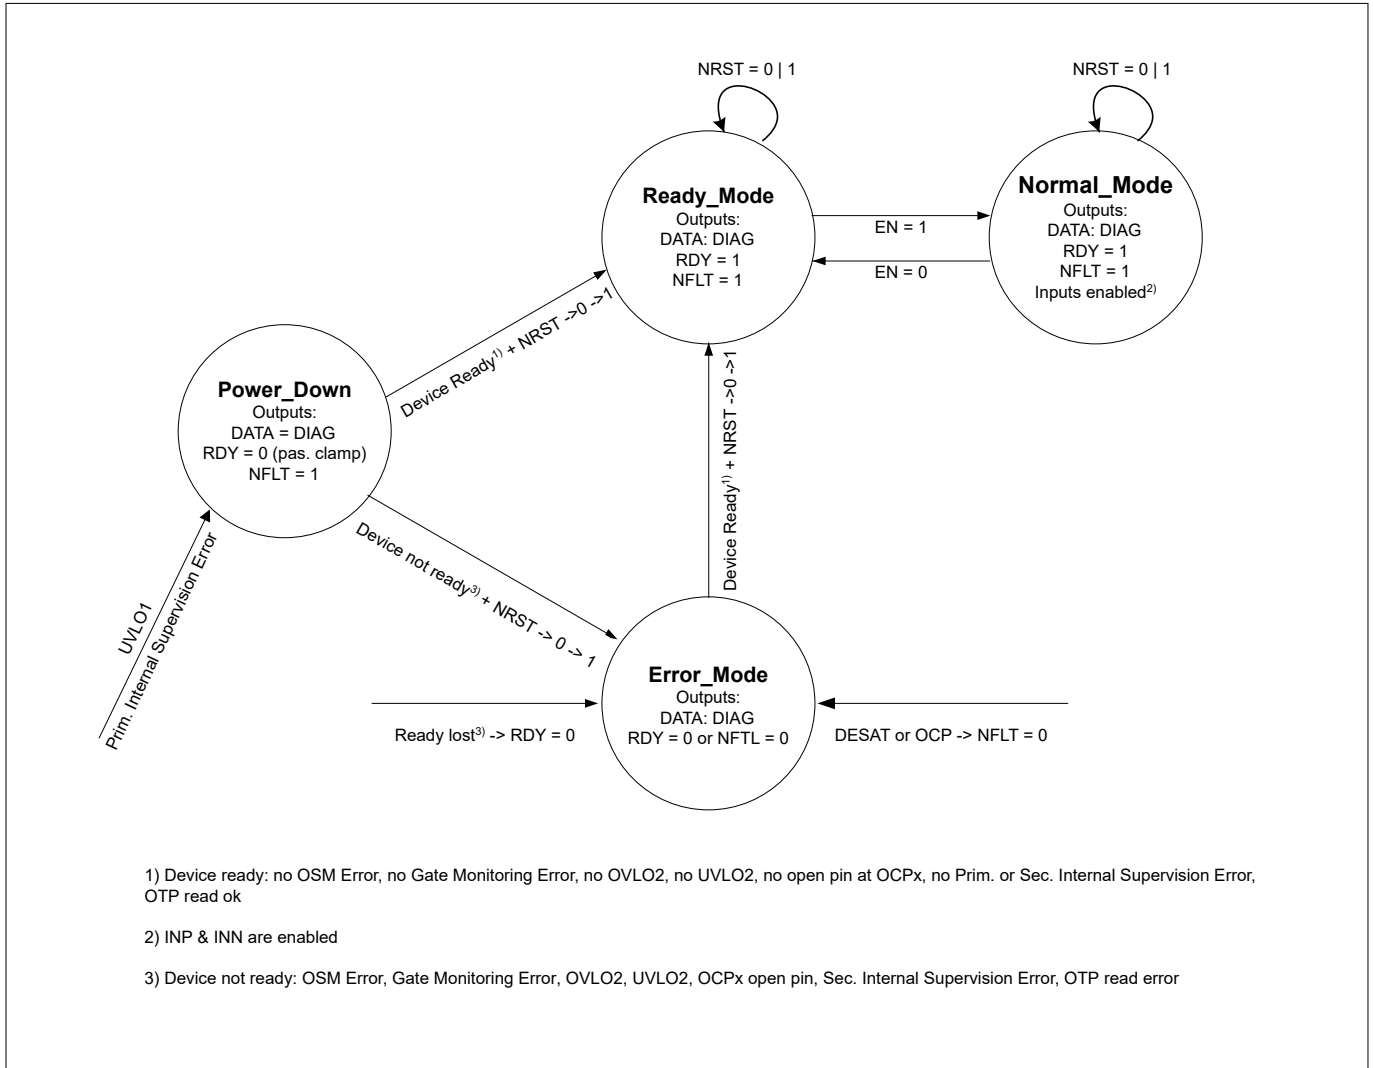 NRST = 0 | 1
NRST = 0 | 1
Ready_Mode
Outputs:
DATA: DIAG
RDY = 1
NFLT = 1
Normal_Mode
Outputs:
DATA: DIAG
RDY = 1
NFLT = 1
Inputs enabled2)
EN = 1
EN = 0
Device Ready1) + NRST ->0 ->1
Power_Down
Outputs:
DATA = DIAG
RDY = 0 (pas. clamp)
NFLT = 1
Device Ready1) + NRST ->0 ->1
Device not ready3) + NRST -> 0 -> 1
UVLO1
Prim. Internal Supervision Error
Error_Mode
Outputs:
DATA: DIAG
RDY = 0 or NFTL = 0
Ready lost3) -> RDY = 0
DESAT or OCP -> NFLT = 0
1) Device ready: no OSM Error, no Gate Monitoring Error, no OVLO2, no UVLO2, no open pin at OCPx, no Prim. or Sec. Internal Supervision Error,
OTP read ok
2) INP & INN are enabled
3) Device not ready: OSM Error, Gate Monitoring Error, OVLO2, UVLO2, OCPx open pin, Sec. Internal Supervision Error, OTP read error